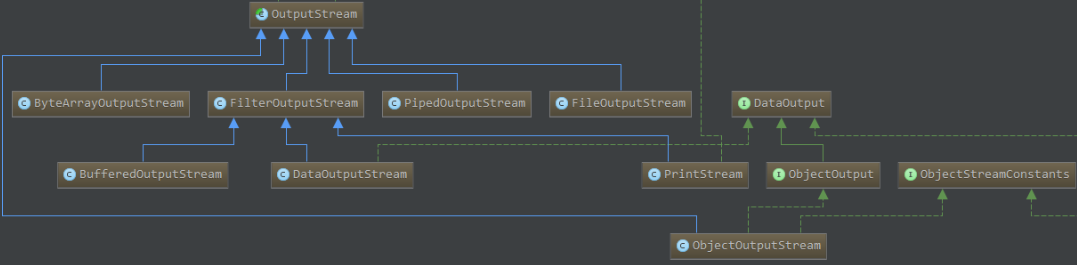 C OutputStream
C ByteArrayOutputStream C FilterOutputStream C PipedOutputStream C FileOutputStream I DataOutput
C BufferedOutputStream C DataOutputStream C PrintStream I ObjectOutput I ObjectStreamConstants
C ObjectOutputStream